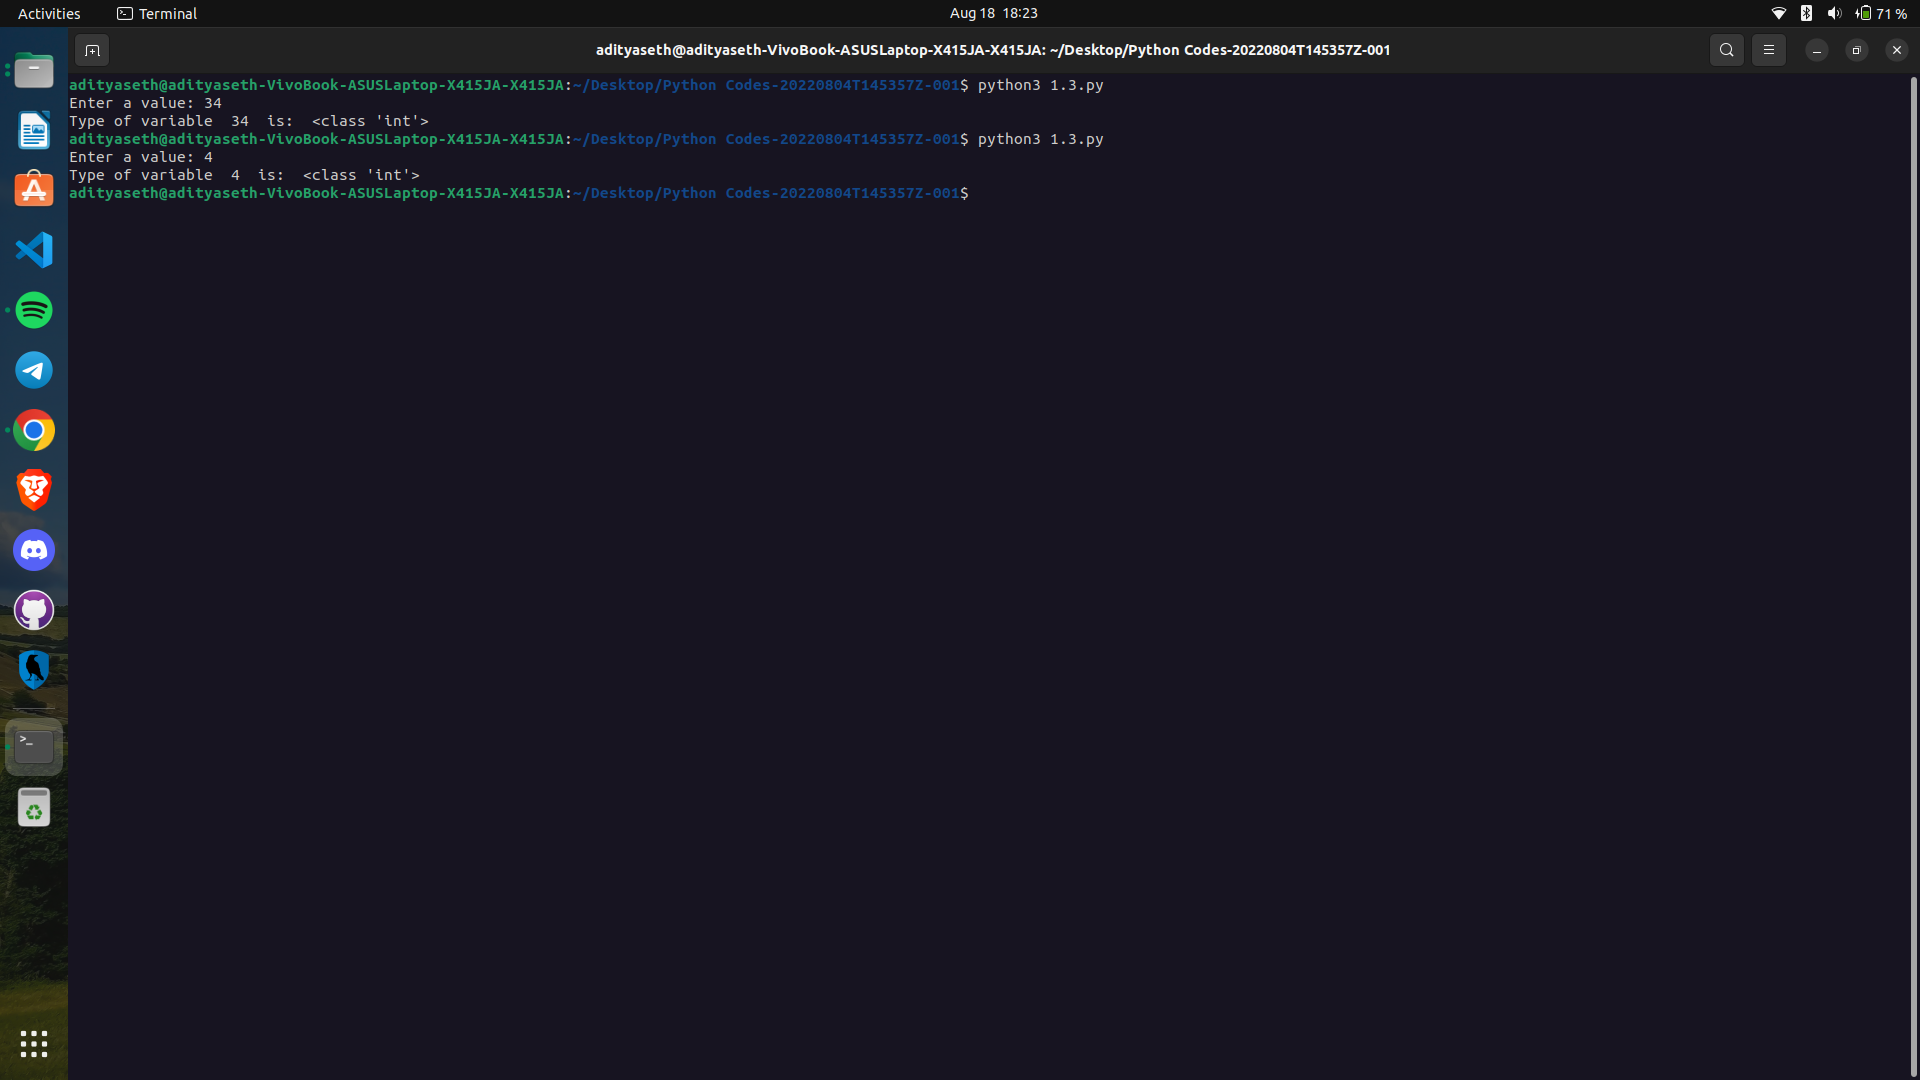 Activities
Terminal
Aug 18 18:23
71 %
adityaseth@adityaseth-VivoBook-ASUSLaptop-X415JA-X415JA: ~/Desktop/Python Codes-20220804T145357Z-001
adityaseth@adityaseth-VivoBook-ASUSLaptop-X415JA-X415JA:~/Desktop/Python Codes-20220804T145357Z-001$ python3 1.3.py
Enter a value: 34
Type of variable  34  is:  <class 'int'>
adityaseth@adityaseth-VivoBook-ASUSLaptop-X415JA-X415JA:~/Desktop/Python Codes-20220804T145357Z-001$ python3 1.3.py
Enter a value: 4
Type of variable  4  is:  <class 'int'>
adityaseth@adityaseth-VivoBook-ASUSLaptop-X415JA-X415JA:~/Desktop/Python Codes-20220804T145357Z-001$